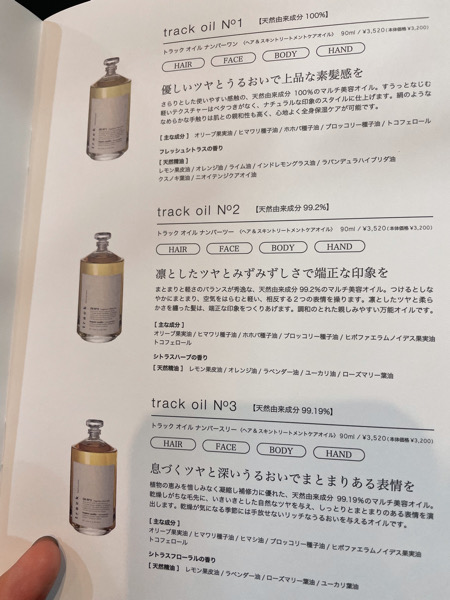 track oil Nº1 【天然由来成分 100%】
トラック オイル ナンバーワン 〈ヘア&スキントリートメントケアオイル〉 90ml / ¥3,520(本体価格 ¥3,200)
HAIR FACE BODY HAND
優しいツヤとうるおいで上品な素髪感を
さらりとした使いやすい感触の、天然由来成分 100%のマルチ美容オイル。すうっとなじむ
軽いテクスチャーはベタつきがなく、ナチュラルな印象のスタイルに仕上げます。絹のような
なめらかな手触りは肌との親和性も高く、心地よく全身保湿ケアが可能です。
[ 主な成分 ] オリーブ果実油 / ヒマワリ種子油 / ホホバ種子油 / ブロッコリー種子油 / トコフェロール
フレッシュシトラスの香り
[ 天然精油 ]
レモン果皮油 / オレンジ油 / ライム油 / インドレモングラス油 / ラバンデュラハイブリダ油
クスノキ葉油 / ニオイテンジクアオイ油
track oil Nº2 【天然由来成分 99.2%】
トラック オイル ナンバーツー 〈ヘア&スキントリートメントケアオイル〉 90ml / ¥3,520(本体価格 ¥3,200)
HAIR FACE BODY HAND
凛としたツヤとみずみずしさで端正な印象を
まとまりと軽さのバランスが秀逸な、天然由来成分 99.2%のマルチ美容オイル。つけるとしな
やかにまとまり、空気をはらむと軽い、相反する2つの表情を操ります。凛としたツヤと柔ら
かさを纏った髪は、端正な印象をつくりあげます。調和のとれた親しみやすい万能オイルです。
[ 主な成分 ]
オリーブ果実油 / ヒマワリ種子油 / ホホバ種子油 / ブロッコリー種子油 / ヒポファエラムノイデス果実油
トコフェロール
シトラスハーブの香り
[ 天然精油 ] レモン果皮油 / オレンジ油 / ラベンダー油 / ユーカリ油 / ローズマリー葉油
track oil Nº3 【天然由来成分 99.19%】
トラック オイル ナンバースリー 〈ヘア&スキントリートメントケアオイル〉 90ml / ¥3,520(本体価格 ¥3,200)
HAIR FACE BODY HAND
息づくツヤと深いうるおいでまとまりある表情を
植物の恵みを惜しみなく凝縮し補修力に優れた、天然由来成分 99.19%のマルチ美容オイル。
乾燥しがちな毛先に、いきいきとした自然なツヤを与え、しっとりとまとまりのある表情を演
出します。乾燥が気になる季節には手放せないリッチなうるおいを与えるオイルです。
[ 主な成分 ]
オリーブ果実油 / ヒマワリ種子油 / ヒマシ油 / ブロッコリー種子油 / ヒポファエラムノイデス果実油
トコフェロール
シトラスフローラルの香り
[ 天然精油 ] レモン果皮油 / ラベンダー油 / ローズマリー葉油 / ユーカリ葉油